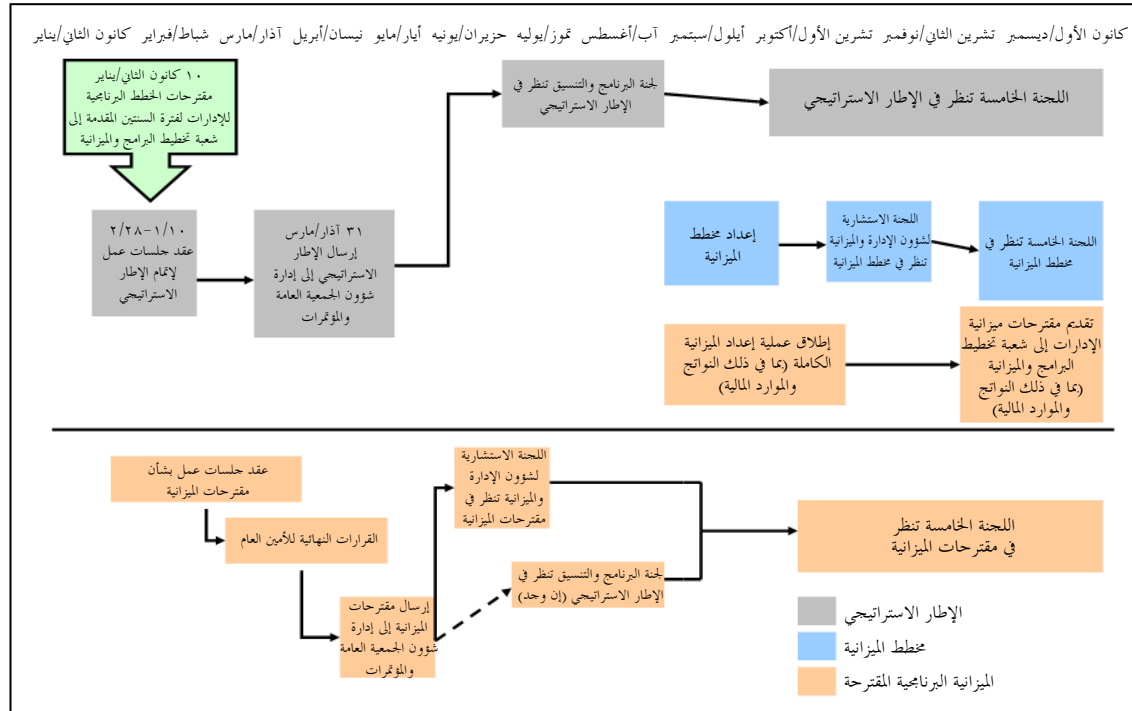 كانون الثاني/يناير شباط/فبراير آذار/مارس نيسان/أبريل أيار/مايو حزيران/يونيه تموز/يوليه آب/أغسطس أيلول/سبتمبر تشرين الأول/أكتوبر تشرين الثاني/نوفمبر كانون الأول/ديسمبر
١٠ كانون الثاني/يناير
مقترحات الخطط البرنامجية
للإدارات لفترة السنتين المقدمة إلى
شعبة تخطيط البرامج والميزانية
لجنة البرنامج والتنسيق تنظر في
الإطار الاستراتيجي
اللجنة الخامسة تنظر في الإطار الاستراتيجي
١/١٠-٢/٢٨
عقد جلسات عمل
لإتمام الإطار
الاستراتيجي
٣١ آذار/مارس
إرسال الإطار
الاستراتيجي إلى إدارة
شؤون الجمعية العامة
والمؤتمرات
إعداد مخطط
الميزانية
اللجنة الاستشارية
لشؤون الإدارة والميزانية
تنظر في مخطط الميزانية
اللجنة الخامسة تنظر في
مخطط الميزانية
إطلاق عملية إعداد الميزانية
الكاملة (بما في ذلك النواتج
والموارد المالية)
تقديم مقترحات ميزانية
الإدارات إلى شعبة تخطيط
البرامج والميزانية
(بما في ذلك النواتج
والموارد المالية)
عقد جلسات عمل بشأن
مقترحات الميزانية
القرارات النهائية للأمين العام
إرسال مقترحات
الميزانية إلى إدارة
شؤون الجمعية العامة
والمؤتمرات
اللجنة الاستشارية
لشؤون الإدارة
والميزانية تنظر في
مقترحات الميزانية
لجنة البرنامج والتنسيق تنظر في
الإطار الاستراتيجي (إن وجد)
اللجنة الخامسة تنظر
في مقترحات الميزانية
الإطار الاستراتيجي
مخطط الميزانية
الميزانية البرنامجية المقترحة